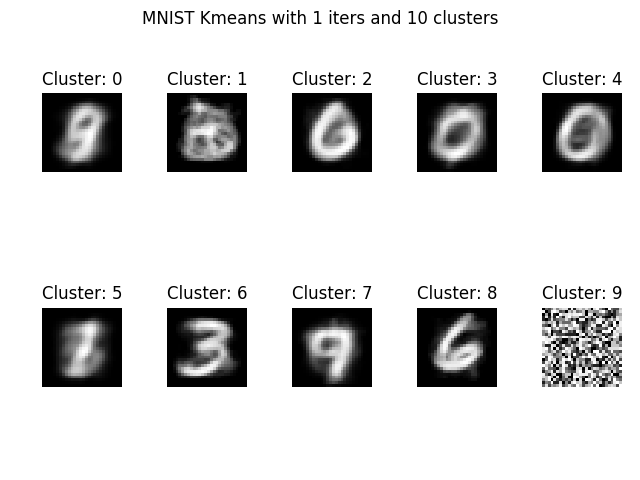 MNIST Kmeans with 1 iters and 10 clusters
Cluster: 0 Cluster: 1 Cluster: 2 Cluster: 3 Cluster: 4
Cluster: 5 Cluster: 6 Cluster: 7 Cluster: 8 Cluster: 9